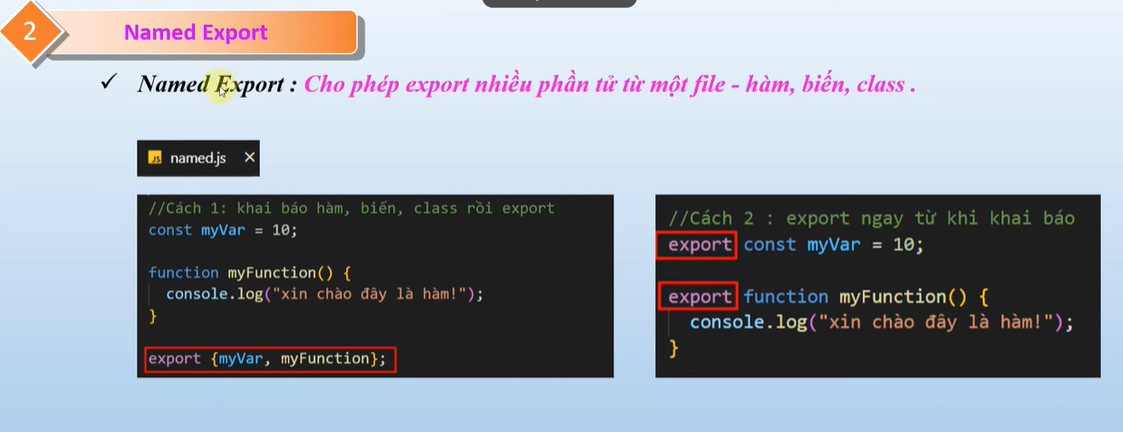 2
Named Export
✓ Named Export : Cho phép export nhiều phần tử từ một file - hàm, biến, class .
JS named.js ×
//Cách 1: khai báo hàm, biến, class rồi export
const myVar = 10;
function myFunction() {
console.log("xin chào đây là hàm!");
}
export {myVar, myFunction};
//Cách 2 : export ngay từ khi khai báo
export const myVar = 10;
export function myFunction() {
console.log("xin chào đây là hàm!");
}